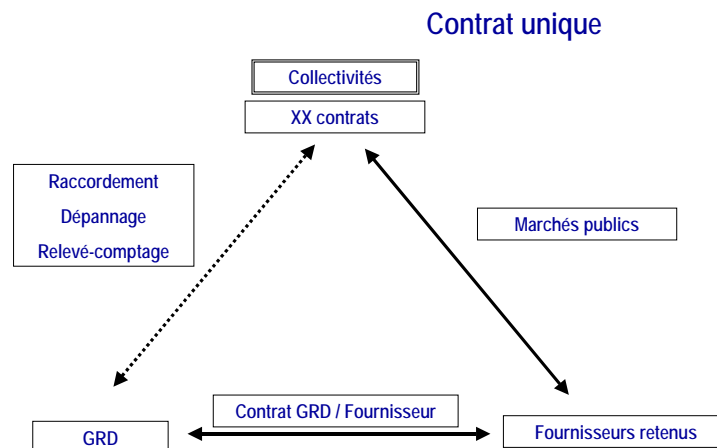 Contrat unique
Collectivités
XX contrats
Raccordement
Dépannage
Relevé-comptage
Marchés publics
Contrat GRD / Fournisseur
GRD
Fournisseurs retenus